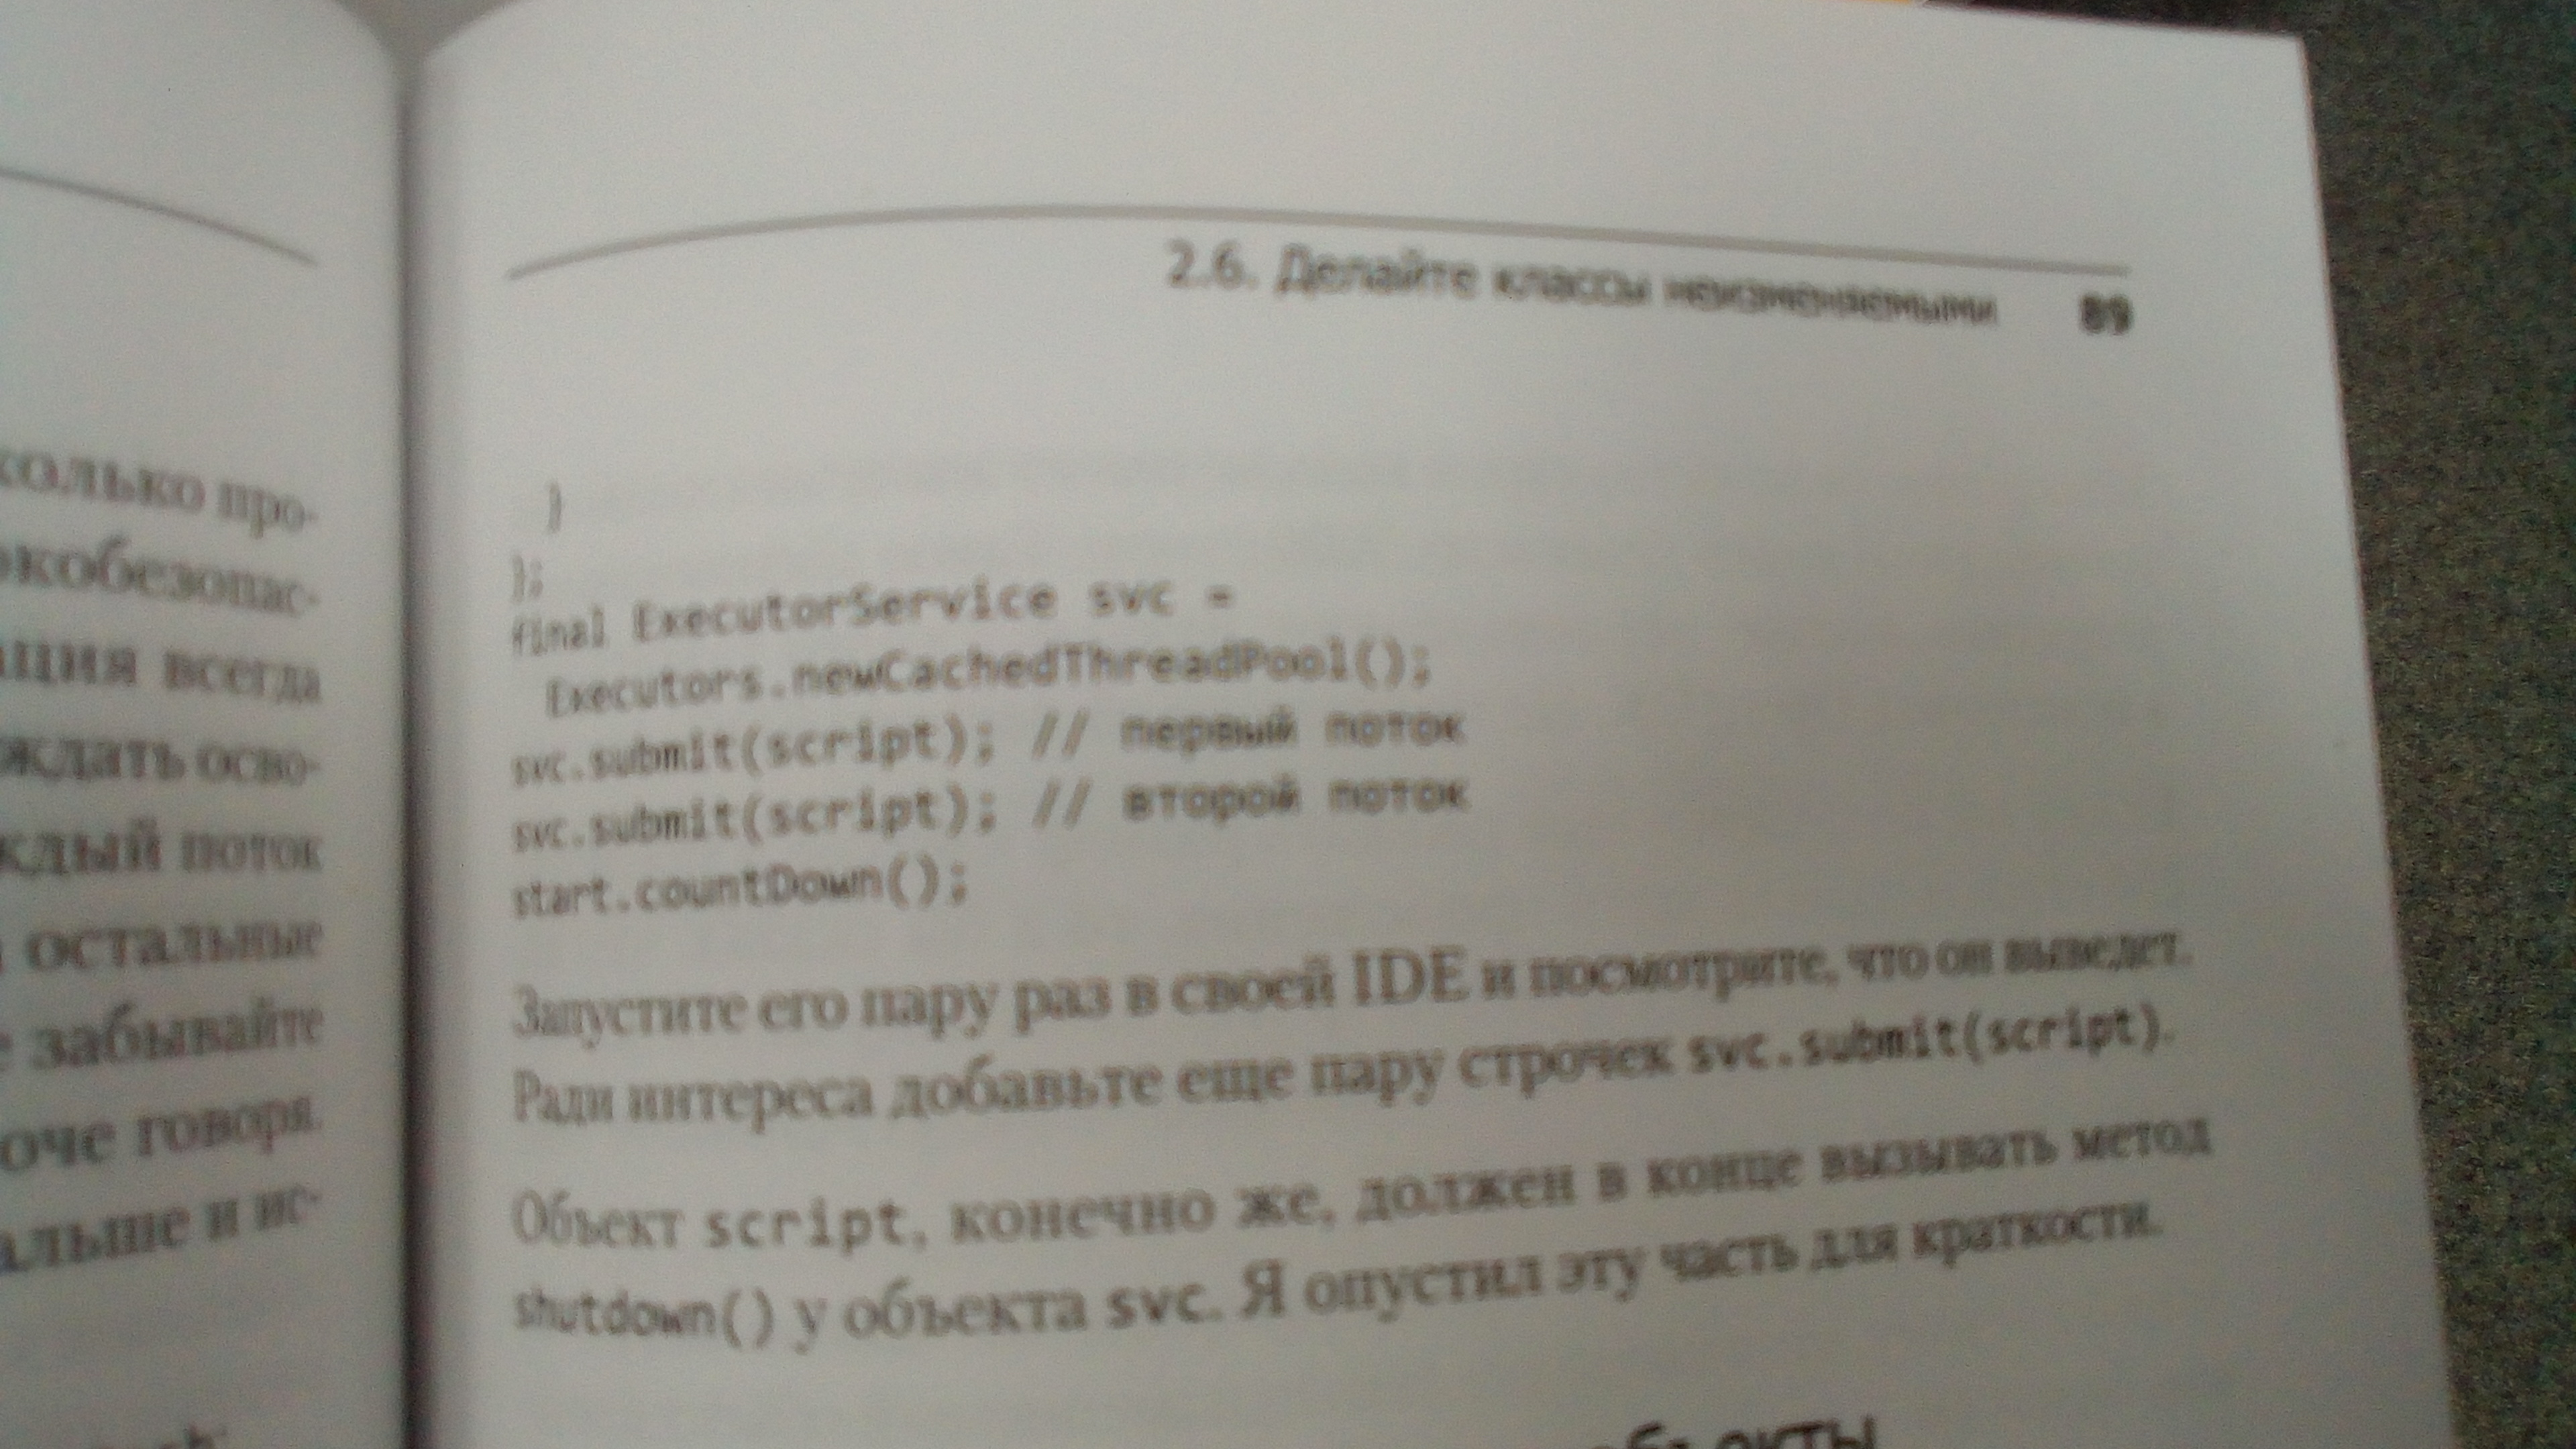 колько про-
окобезопас-
ация всегда
ждать осво-
ждый поток
остальные
забывайте
оче говоря.
альше и ис-
2.6. Делайте классы неизменяемыми 89
}
};
final ExecutorService svc =
Executors.newCachedThreadPool();
svc.submit(script); // первый поток
svc.submit(script); // второй поток
start.countDown();
Запустите его пару раз в своей IDE и посмотрите, что он выведет.
Ради интереса добавьте еще пару строчек svc.submit(script).
Объект script, конечно же, должен в конце вызывать метод
shutdown() у объекта svc. Я опустил эту часть для краткости.
объекты